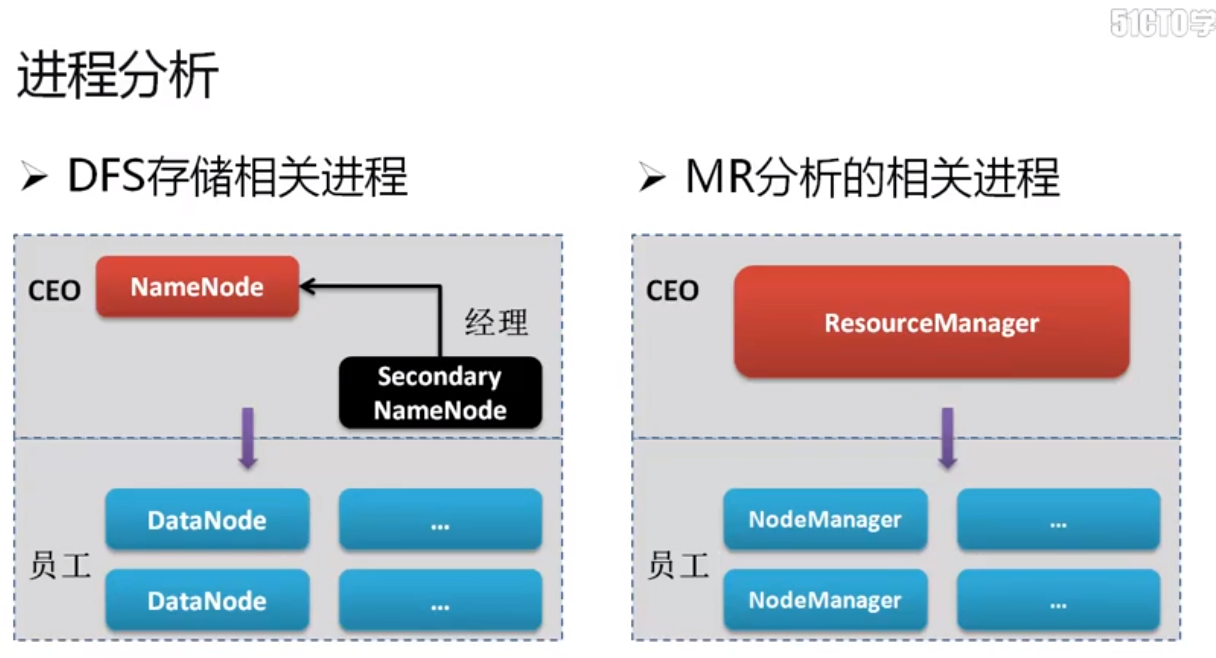 51CTO学
进程分析
➢ DFS存储相关进程
CEO
NameNode
经理
Secondary
NameNode
员工
DataNode
...
DataNode
...
➢ MR分析的相关进程
CEO
ResourceManager
员工
NodeManager
...
NodeManager
...